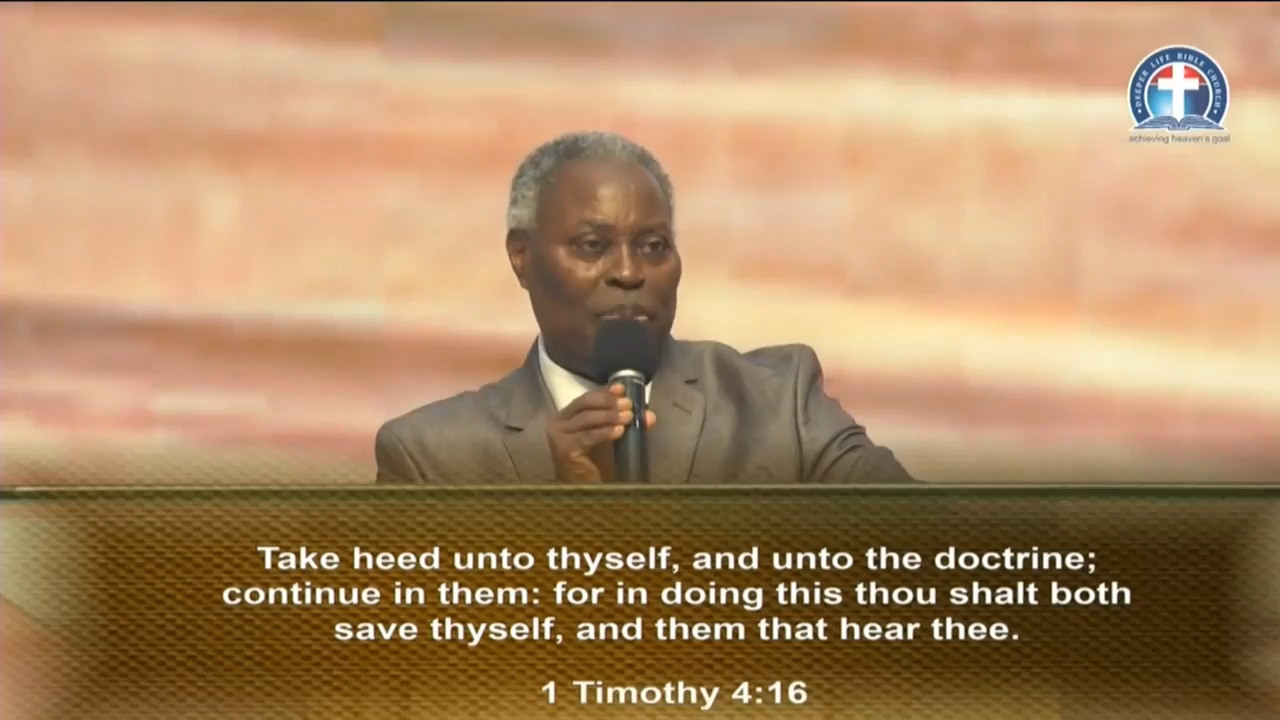 DEEPER LIFE BIBLE CHURCH
achieving heaven's goal
Take heed unto thyself, and unto the doctrine;
continue in them: for in doing this thou shalt both
save thyself, and them that hear thee.
1 Timothy 4:16